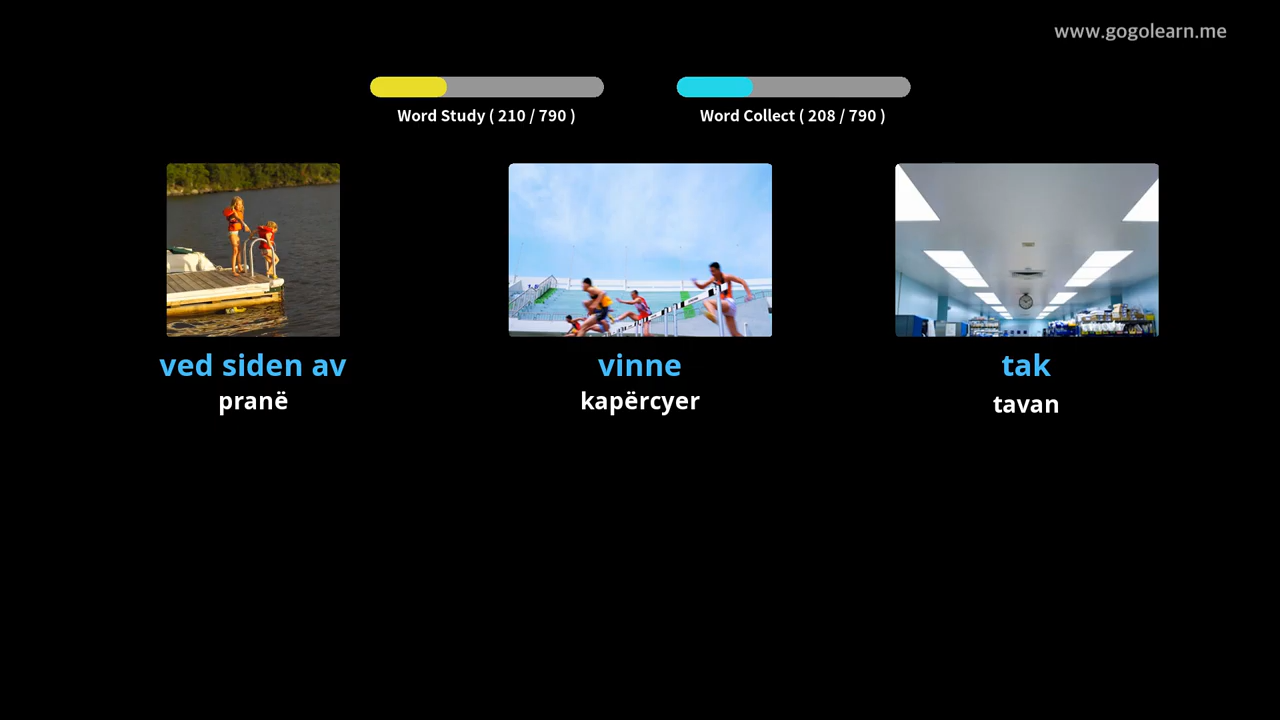 www.gogolearn.me
Word Study ( 210 / 790 )
Word Collect ( 208 / 790 )
ved siden av
pranë
vinne
kapërcyer
tak
tavan